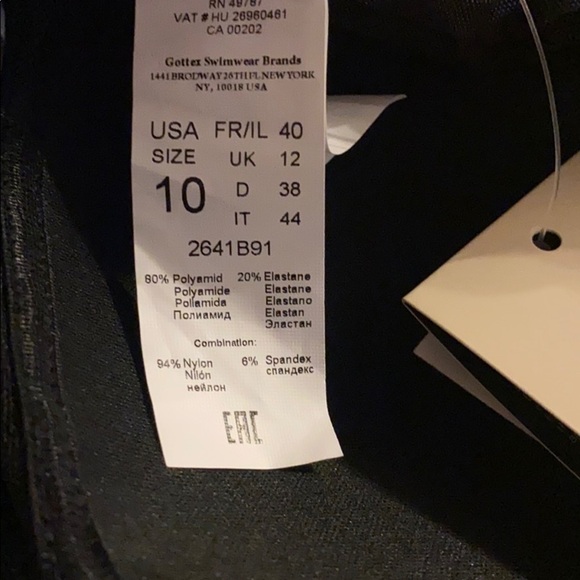 RN 49787
VAT # HU 26960461
CA 00202
Gottex Swimwear Brands
1441 BRODWAY 26TH FL NEW YORK
NY, 10018 USA
USA FR/IL 40
SIZE UK 12
10 D 38
IT 44
2641B91
80% Polyamid 20% Elastane
Polyamide Elastane
Poliamida Elastano
Полиамид Elastan
Эластан
Combination:
94% Nylon 6% Spandex
Nilón спандекс
нейлон
EAC